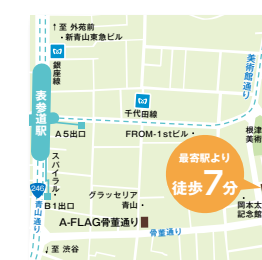 ↑至 外苑前
・新青山東急ビル
銀座線
美術館通り
表参道駅
千代田線
A5出口
FROM-1stビル・
根津
美術
最寄駅より
徒歩7分
スパイラル・
246
B1出口
グラッセリア
青山・
岡本太
記念館
青山通り
A-FLAG骨董通り
骨董通り
↓至 渋谷